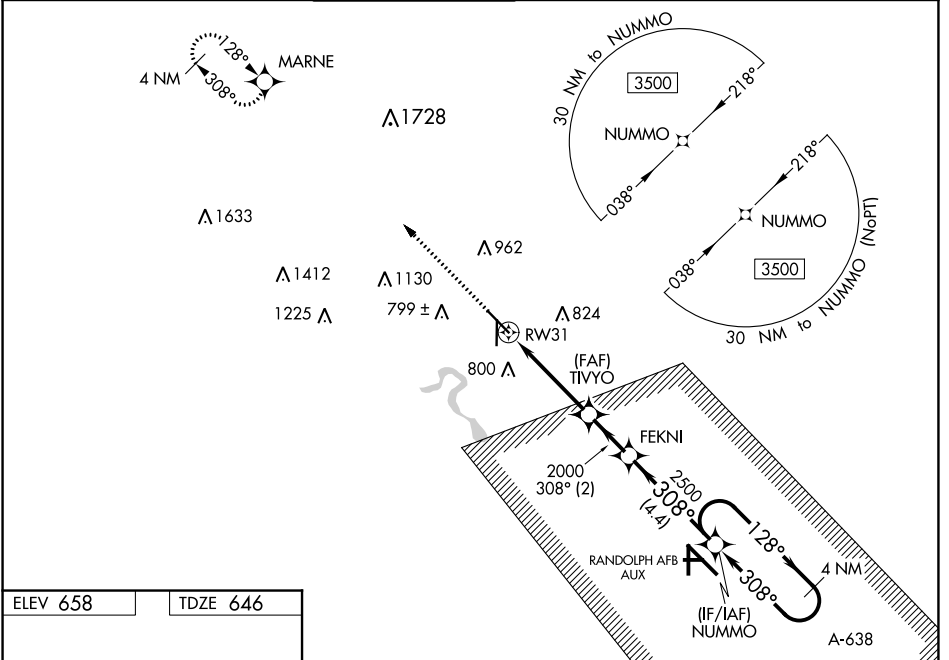 128°
4 NM
308°
MARNE
1728
30 NM to NUMMO
3500
218°
NUMMO
038°
218°
NUMMO
038°
3500
30 NM to NUMMO (NoPT)
1633
962
1412
1130
1225
799 ±
824
RW31
800
(FAF)
TIVYO
FEKNI
2000
308° (2)
2500
308°
(4.4)
128°
RANDOLPH AFB
AUX
4 NM
308°
(IF/IAF)
NUMMO
A-638
ELEV 658
TDZE 646